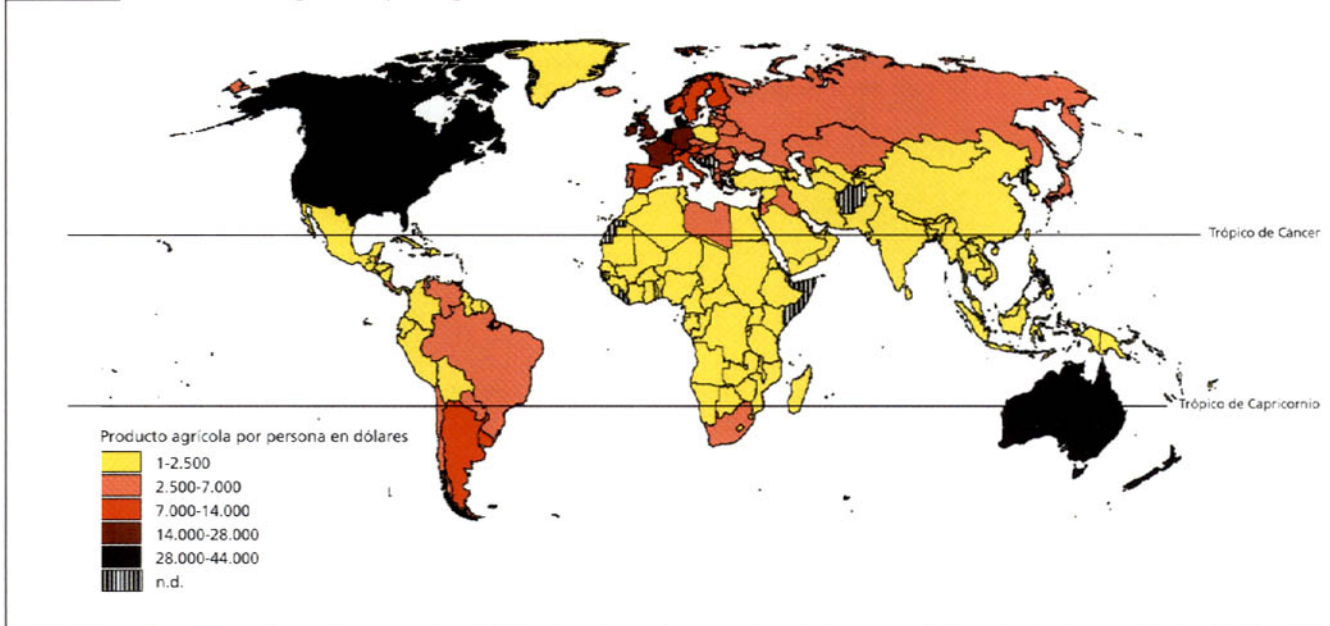 Trópico de Cáncer
Trópico de Capricornio
Producto agrícola por persona en dólares
1-2.500
2.500-7.000
7.000-14.000
14.000-28.000
28.000-44.000
n.d.